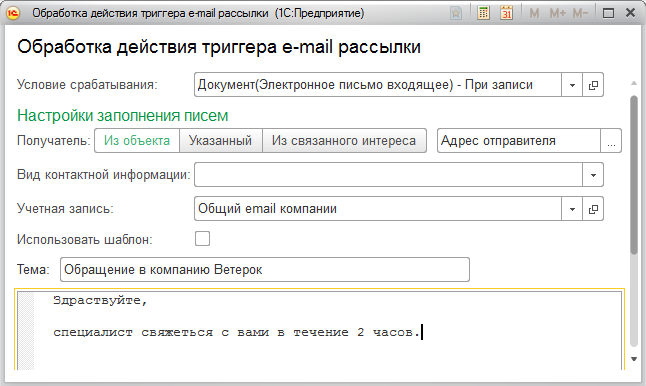 Обработка действия триггера e-mail рассылки (1С:Предприятие)
M M+ M-
Обработка действия триггера e-mail рассылки
Условие срабатывания: Документ(Электронное письмо входящее) - При записи
Настройки заполнения писем
Получатель: Из объекта Указанный Из связанного интереса Адрес отправителя ...
Вид контактной информации:
Учетная запись: Общий email компании
Использовать шаблон:
Тема: Обращение в компанию Ветерок
Здраствуйте,
специалист свяжеться с вами в течение 2 часов.